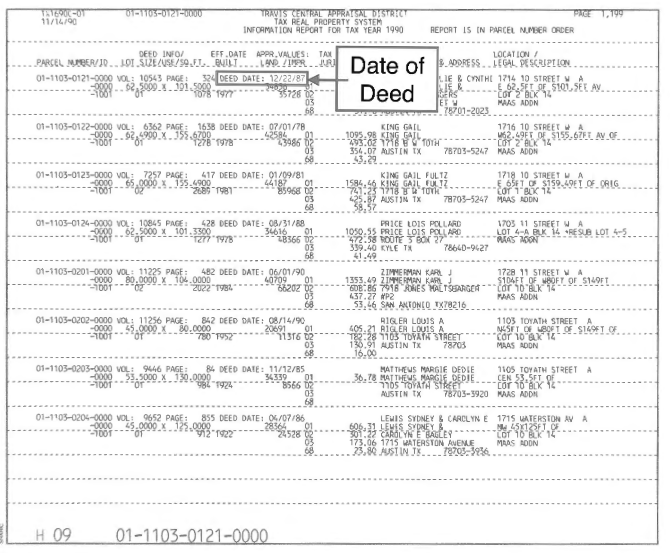 141690C-01 01-1103-0121-0000 TRAVIS CENTRAL APPRAISAL DISTRICT PAGE 1,199
11/14/90 TAX REAL PROPERTY SYSTEM
INFORMATION REPORT FOR TAX YEAR 1990 REPORT IS IN PARCEL NUMBER ORDER
DEED INFO/ EFF.DATE APPR.VALUES: TAX LOCATION /
PARCEL NUMBER/ID LOT SIZE/USE/SQ.FT. BUILT LAND /IMPR JURI & ADDRESS LEGAL DESCRIPTION
Date of
Deed
01-1103-0121-0000 VOL: 10543 PAGE: 324 DEED DATE: 12/22/87 LIE & CYNTHI 1714 10 STREET W A
-0000 62.5000 X 101.5000 LIE & E 62.5FT OF S101.5FT AV
-1001 01 1078 1977 35728 02 GERS LOT 2 BLK 14
03 ET W MAAS ADDN
68 78701-2023
01-1103-0122-0000 VOL: 6362 PAGE: 1638 DEED DATE: 07/01/78 KING GAIL 1716 10 STREET W A
-0000 62.4900 X 155.6700 42584 01 1095.98 KING GAIL W62.49FT OF S155.67FT AV OF
-1001 01 1278 1978 43986 02 493.02 1718 B W 10TH LOT 2 BLK 14
03 354.07 AUSTIN TX 78703-5247 MAAS ADDN
68 43.29
01-1103-0123-0000 VOL: 7257 PAGE: 417 DEED DATE: 01/09/81 KING GAIL FULTZ 1718 10 STREET W A
-0000 65.0000 X 155.4900 44187 01 1584.46 KING GAIL FULTZ E 65FT OF S159.49FT OF ORIG
-1001 02 2689 1981 85968 02 741.23 1718 B W 10TH LOT 1 BLK 14
03 425.87 AUSTIN TX 78703-5247 MAAS ADDN
68 58.57
01-1103-0124-0000 VOL: 10845 PAGE: 428 DEED DATE: 08/31/88 PRICE LOIS POLLARD 1703 11 STREET W A
-0000 62.5000 X 101.3300 34616 01 1050.55 PRICE LOIS POLLARD LOT 4-A BLK 14 *RESUB LOT 4-5
-1001 01 1277 1978 48366 02 472.58 ROUTE 3 BOX 27 MAAS ADDN
03 339.40 KYLE TX 78640-9427
68 41.49
01-1103-0201-0000 VOL: 11225 PAGE: 482 DEED DATE: 06/01/90 ZIMMERMAN KARL J 1728 11 STREET W A
-0000 80.0000 X 104.0000 40709 01 1353.49 ZIMMERMAN KARL J S104FT OF W80FT OF S149FT
-1001 02 2022 1984 66202 02 608.86 7918 JONES MALTSBARGER LOT 10 BLK 14
03 437.27 #P2 MAAS ADDN
68 53.46 SAN ANTONIO TX78216
01-1103-0202-0000 VOL: 11256 PAGE: 842 DEED DATE: 08/14/90 RIGLER LOUIS A 1103 TOYATH STREET A
-0000 45.0000 X 80.0000 20691 01 405.21 RIGLER LOUIS A N45FT OF W80FT OF S149FT OF
-1001 01 780 1952 11316 02 182.28 1103 TOYATH STREET LOT 10 BLK 14
03 130.91 AUSTIN TX 78703 MAAS ADDN
68 16.00
01-1103-0203-0000 VOL: 9446 PAGE: 84 DEED DATE: 11/12/85 MATTHEWS MARGIE DEDIE 1105 TOYATH STREET A
-0000 53.5000 X 130.0000 34339 01 36.78 MATTHEWS MARGIE DEDIE CEN 53.5FT OF
-1001 01 984 1924 8566 02 1105 TOYATH STREET LOT 10 BLK 14
03 AUSTIN TX 78703-3920 MAAS ADDN
68
01-1103-0204-0000 VOL: 9652 PAGE: 855 DEED DATE: 04/07/86 LEWIS SYDNEY & CAROLYN E 1715 WATERSTON AV A
-0000 45.0000 X 125.0000 28364 01 606.31 LEWIS SYDNEY & NW 45X125FT OF
-1001 01 912 1922 24528 02 301.22 CAROLYN E BAGLEY LOT 10 BLK 14
03 173.06 1715 WATERSTON AVENUE MAAS ADDN
68 23.80 AUSTIN TX 78703-3936
H 09 01-1103-0121-0000